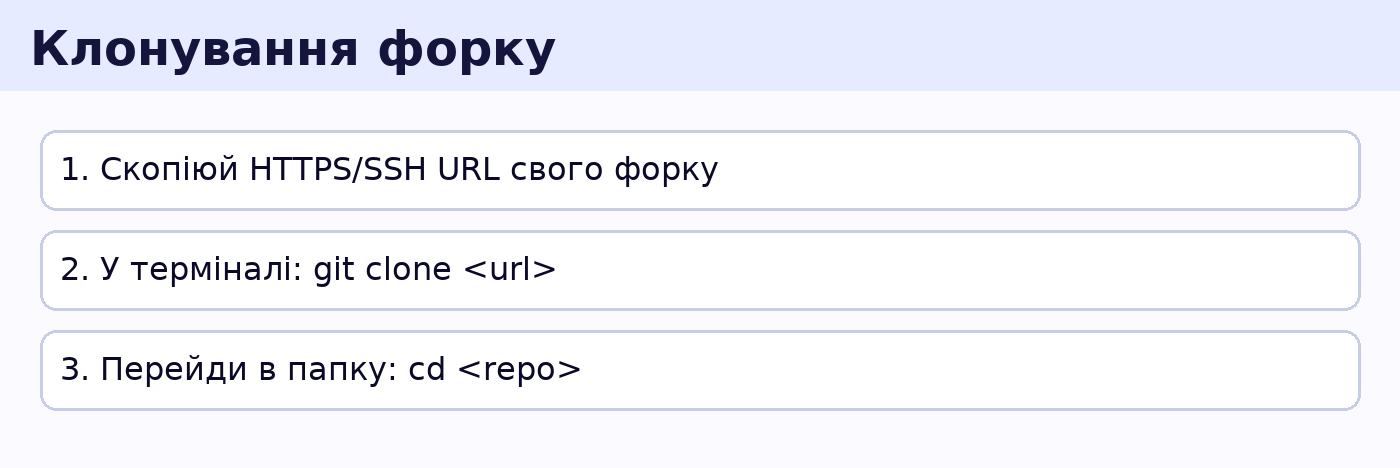 Клонування форку
1. Скопіюй HTTPS/SSH URL свого форку
2. У терміналі: git clone <url>
3. Перейди в папку: cd <repo>